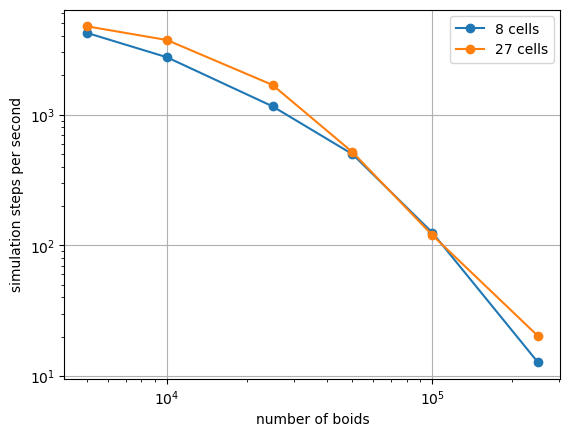 8 cells
27 cells
simulation steps per second
10³
10²
10¹
10⁴
10⁵
number of boids